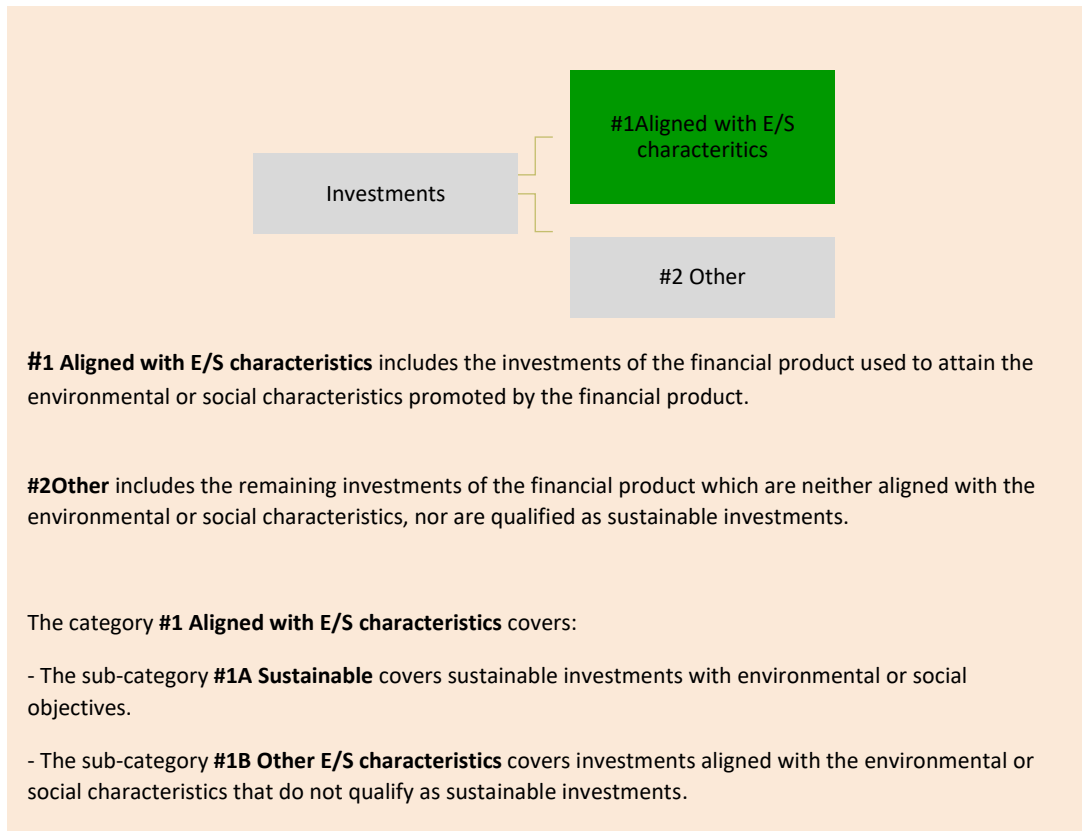 #1Aligned with E/S
characteritics
Investments
#2 Other
#1 Aligned with E/S characteristics includes the investments of the financial product used to attain the
environmental or social characteristics promoted by the financial product.
#2Other includes the remaining investments of the financial product which are neither aligned with the
environmental or social characteristics, nor are qualified as sustainable investments.
The category #1 Aligned with E/S characteristics covers:
- The sub-category #1A Sustainable covers sustainable investments with environmental or social
objectives.
- The sub-category #1B Other E/S characteristics covers investments aligned with the environmental or
social characteristics that do not qualify as sustainable investments.